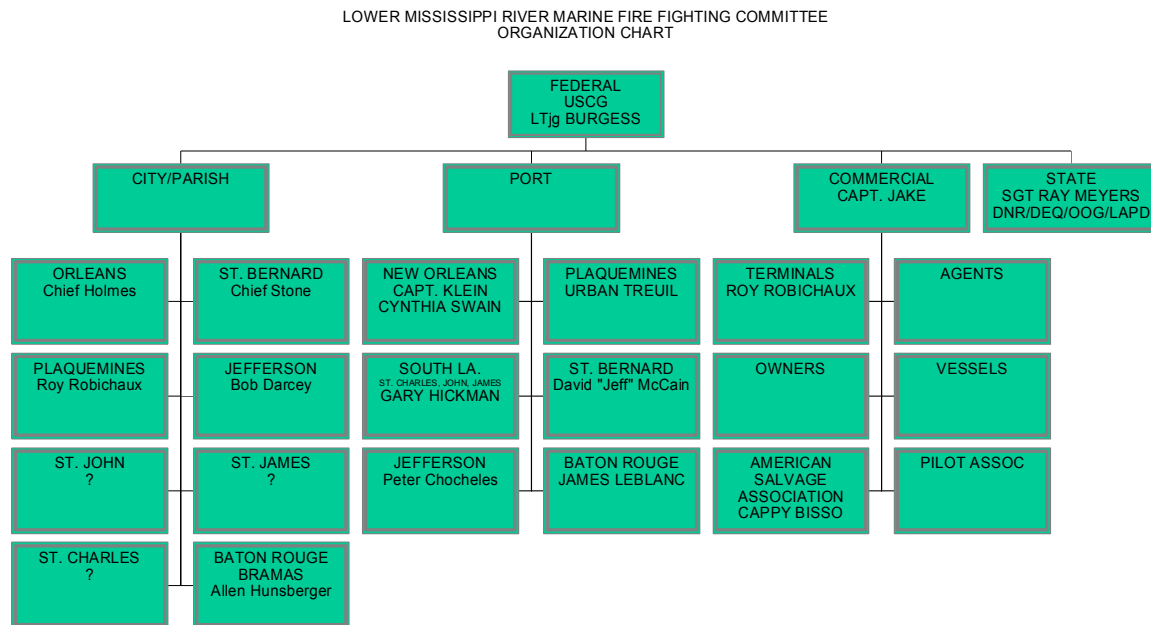 LOWER MISSISSIPPI RIVER MARINE FIRE FIGHTING COMMITTEE
ORGANIZATION CHART
FEDERAL
USCG
LTjg BURGESS
CITY/PARISH
PORT
COMMERCIAL
CAPT. JAKE
STATE
SGT RAY MEYERS
DNR/DEQ/OOG/LAPD
ORLEANS
Chief Holmes
ST. BERNARD
Chief Stone
NEW ORLEANS
CAPT. KLEIN
CYNTHIA SWAIN
PLAQUEMINES
URBAN TREUIL
TERMINALS
ROY ROBICHAUX
AGENTS
PLAQUEMINES
Roy Robichaux
JEFFERSON
Bob Darcey
SOUTH LA.
ST. CHARLES, JOHN, JAMES
GARY HICKMAN
ST. BERNARD
David "Jeff" McCain
OWNERS
VESSELS
ST. JOHN
?
ST. JAMES
?
JEFFERSON
Peter Chocheles
BATON ROUGE
JAMES LEBLANC
AMERICAN
SALVAGE
ASSOCIATION
CAPPY BISSO
PILOT ASSOC
ST. CHARLES
?
BATON ROUGE
BRAMAS
Allen Hunsberger